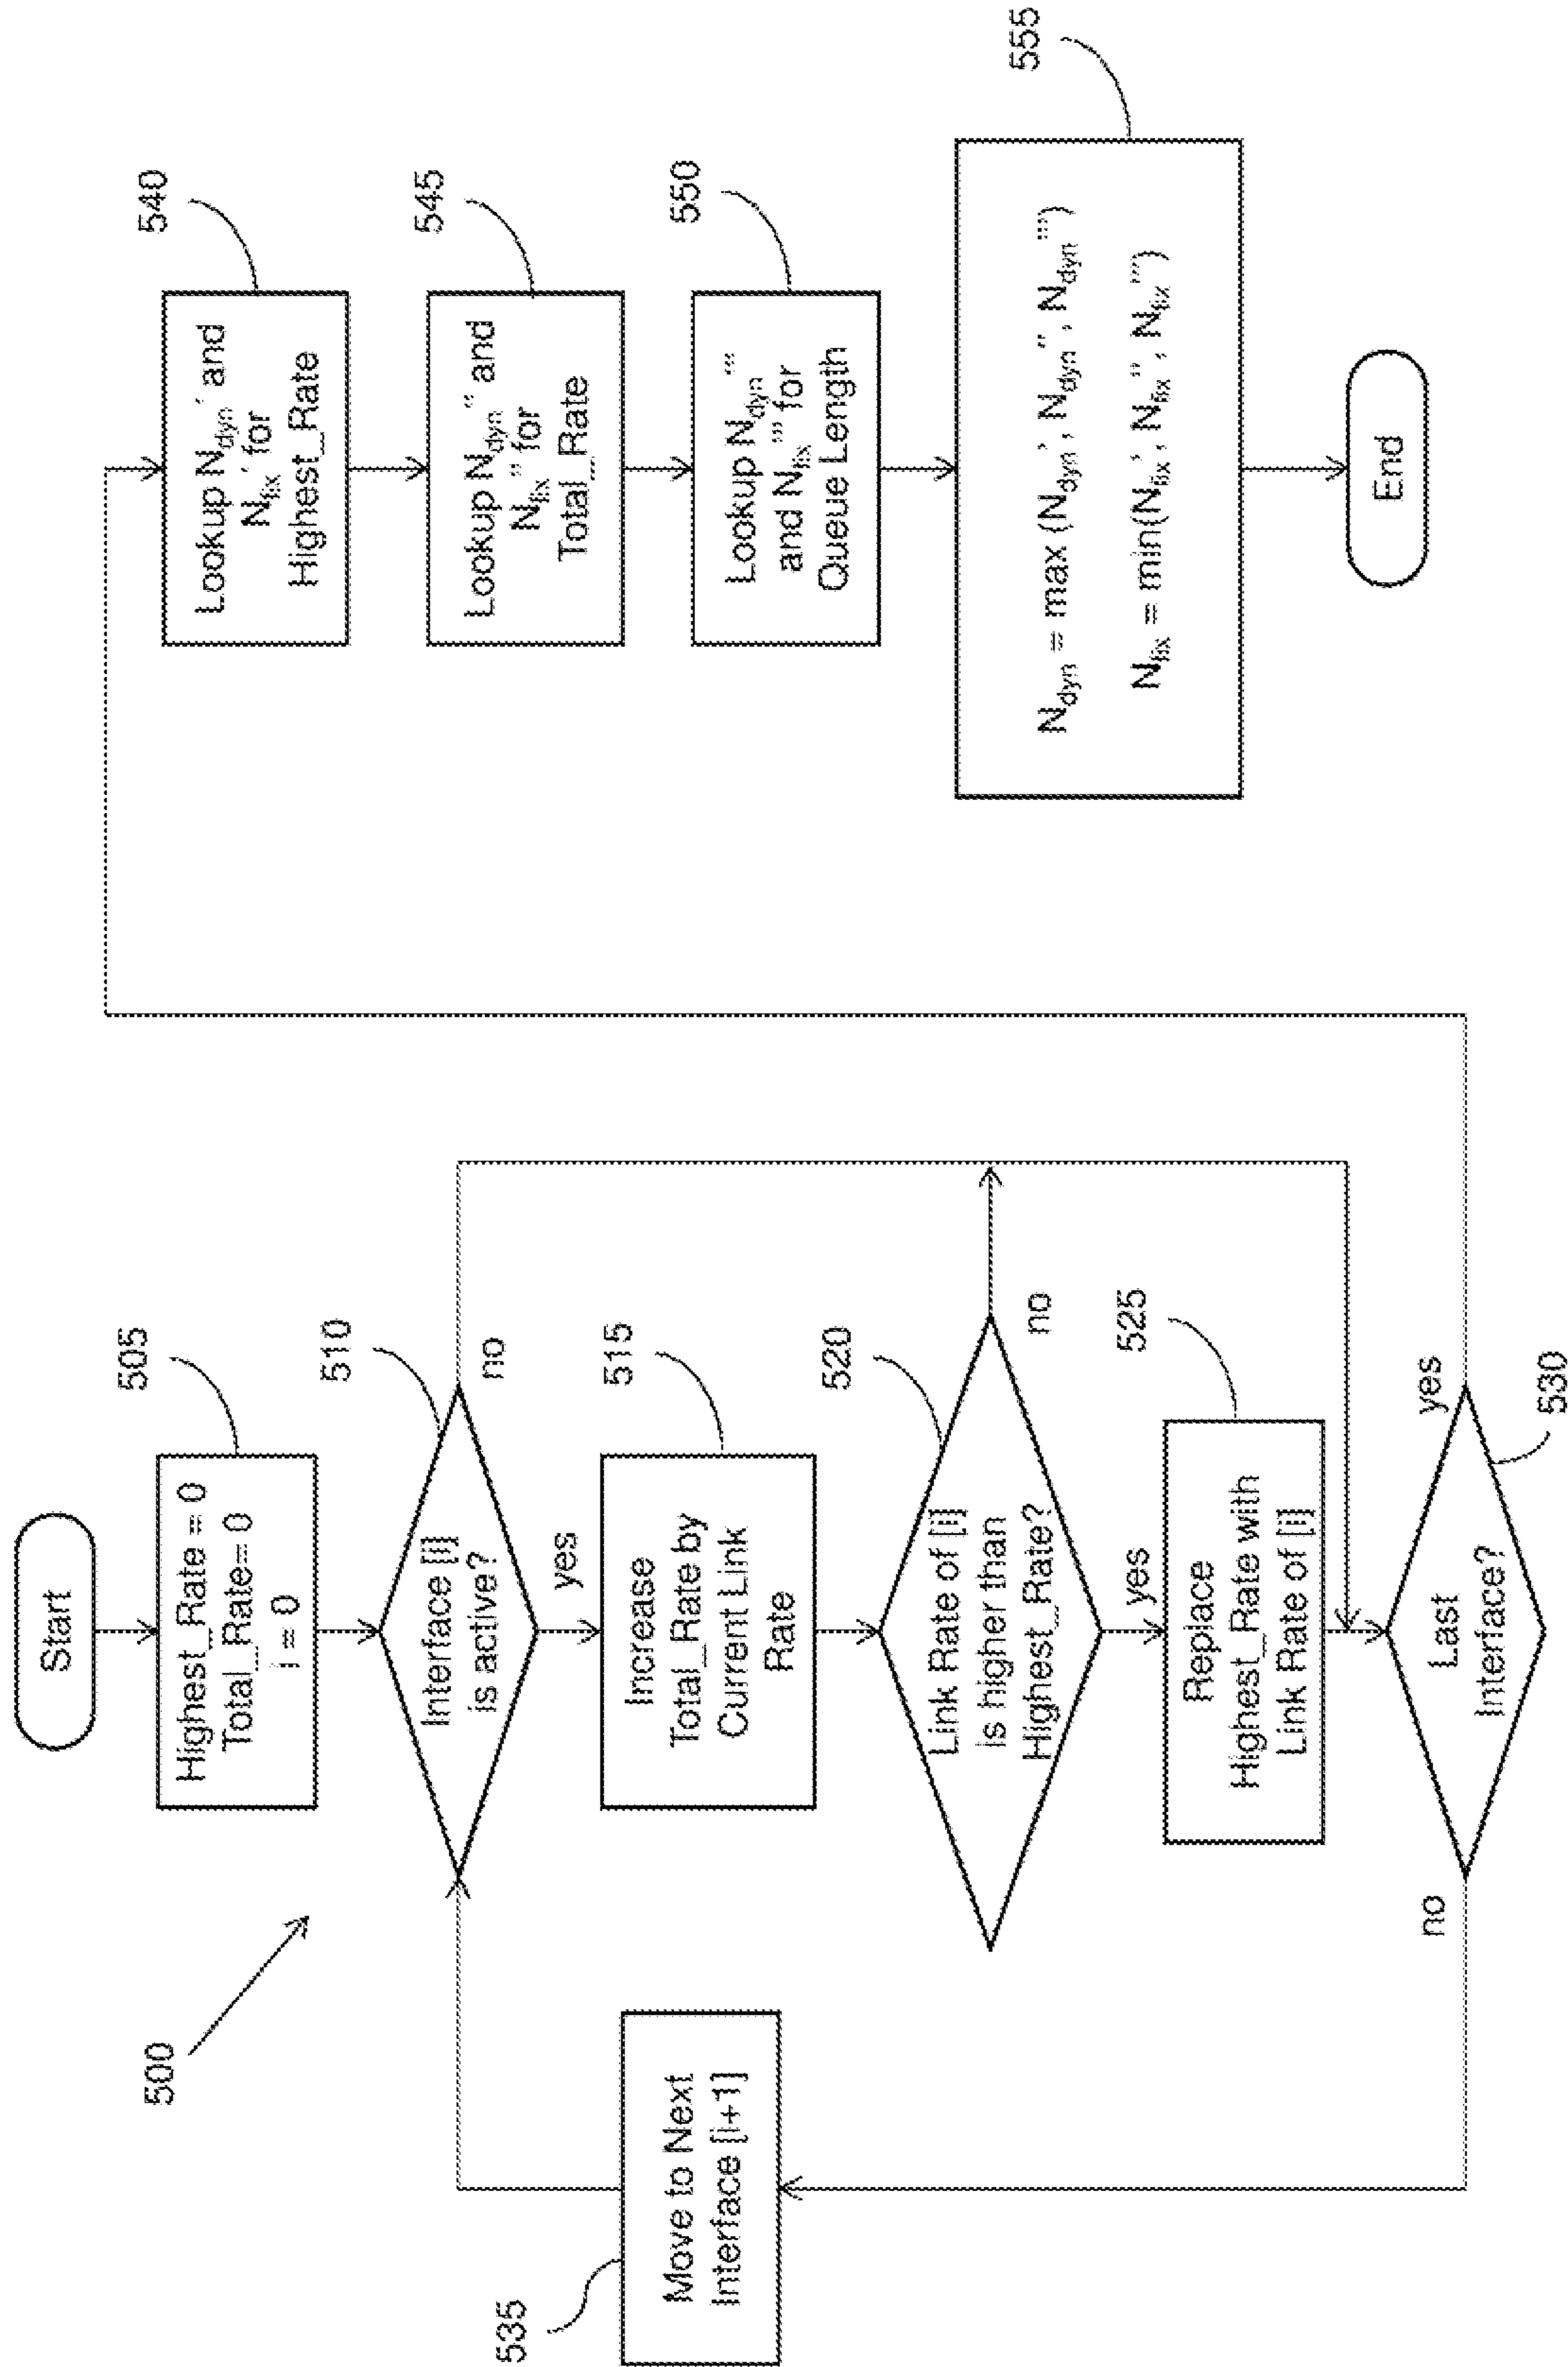 500
Start
Highest_Rate = 0
Total_Rate= 0
i = 0
505
Interface [i]
is active?
510
no
yes
Increase
Total_Rate by
Current Link
Rate
515
Link Rate of [i]
is higher than
Highest_Rate?
520
no
yes
Replace
Highest_Rate with
Link Rate of [i]
525
Last
Interface?
530
no
yes
Move to Next
Interface [i+1]
535
Lookup Ndyn′ and
Nfix′ for
Highest_Rate
540
Lookup Ndyn′′ and
Nfix′′ for
Total_Rate
545
Lookup Ndyn′′′
and Nfix′′′ for
Queue Length
550
Ndyn = max (Ndyn′, Ndyn′′, Ndyn′′′)
Nfix = min(Nfix′, Nfix′′, Nfix′′′)
555
End